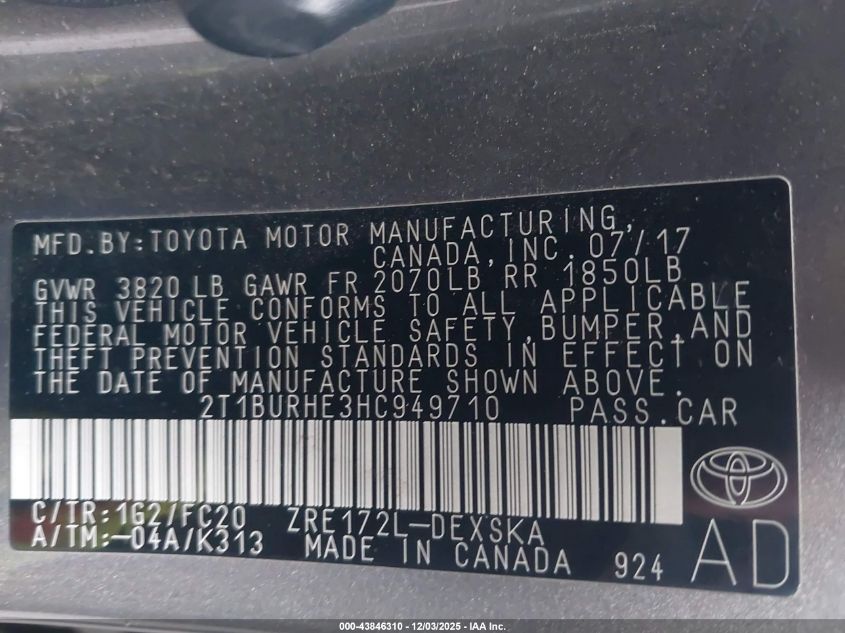 MFD.BY:TOYOTA MOTOR MANUFACTURING,
CANADA,INC. 07/17
GVWR 3820 LB GAWR FR 2070LB RR 1850LB
THIS VEHICLE CONFORMS TO ALL APPLICABLE
FEDERAL MOTOR VEHICLE SAFETY,BUMPER,AND
THEFT PREVENTION STANDARDS IN EFFECT ON
THE DATE OF MANUFACTURE SHOWN ABOVE.
2T1BURHE3HC949710 PASS.CAR
C/TR:1G2/FC20 ZRE172L-DEXSKA
A/TM:-04A/K313 MADE IN CANADA 924 AD
000-43846310 - 12/03/2025 - IAA Inc.